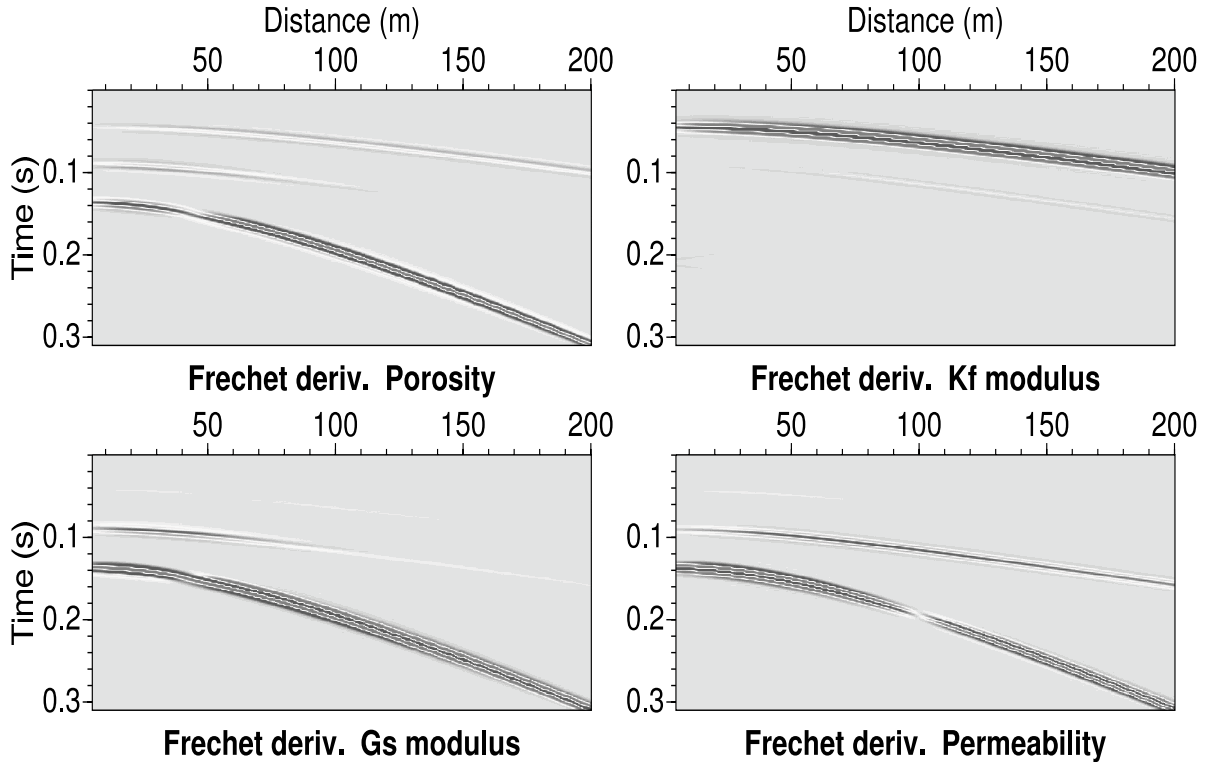 Distance (m)
50 100 150 200
Time (s)
0.1
0.2
0.3
Frechet deriv. Porosity
Distance (m)
50 100 150 200
0.1
0.2
0.3
Frechet deriv. Kf modulus
50 100 150 200
Time (s)
0.1
0.2
0.3
Frechet deriv. Gs modulus
50 100 150 200
0.1
0.2
0.3
Frechet deriv. Permeability